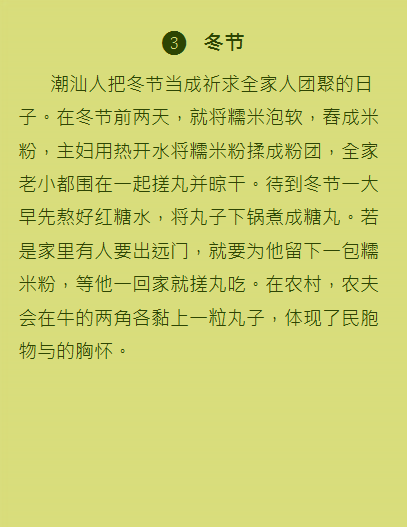 3 冬节
潮汕人把冬节当成祈求全家人团聚的日
子。在冬节前两天，就将糯米泡软，舂成米
粉，主妇用热开水将糯米粉揉成粉团，全家
老小都围在一起搓丸并晾干。待到冬节一大
早先熬好红糖水，将丸子下锅煮成糖丸。若
是家里有人要出远门，就要为他留下一包糯
米粉，等他一回家就搓丸吃。在农村，农夫
会在牛的两角各黏上一粒丸子，体现了民胞
物与的胸怀。